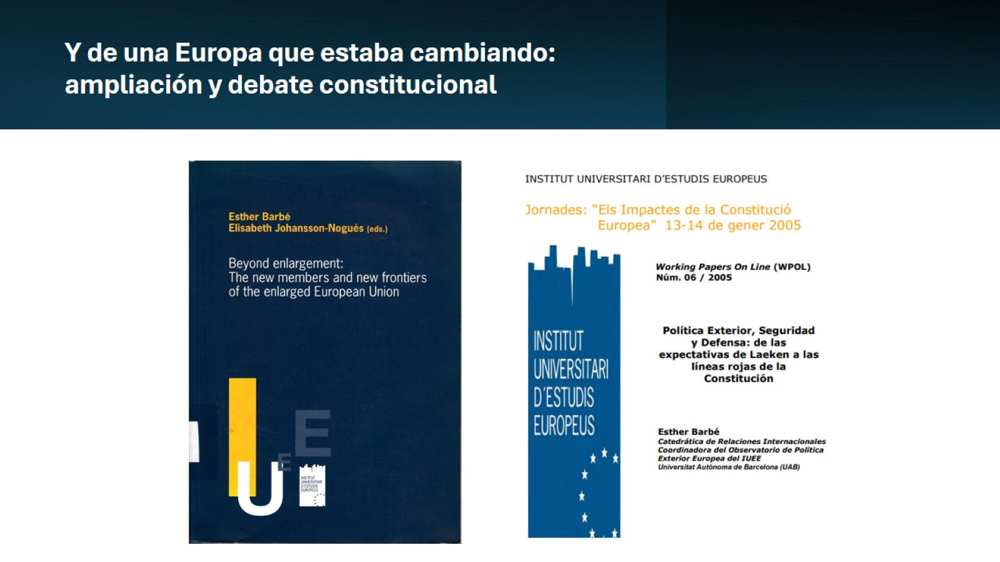 Y de una Europa que estaba cambiando:
ampliación y debate constitucional
Esther Barbé
Elisabeth Johansson-Nogués (eds.)
Beyond enlargement:
The new members and new frontiers
of the enlarged European Union
I
U
E
E
INSTITUT
UNIVERSITARI
D'ESTUDIS
EUROPEUS
INSTITUT UNIVERSITARI D'ESTUDIS EUROPEUS
Jornades: “Els Impactes de la Constitució
Europea” 13-14 de gener 2005
INSTITUT
UNIVERSITARI
D'ESTUDIS
EUROPEUS
Working Papers On Line (WPOL)
Núm. 06 / 2005
Política Exterior, Seguridad
y Defensa: de las
expectativas de Laeken a las
líneas rojas de la
Constitución
Esther Barbé
Catedrática de Relaciones Internacionales
Coordinadora del Observatorio de Política
Exterior Europea del IUEE
Universitat Autònoma de Barcelona (UAB)